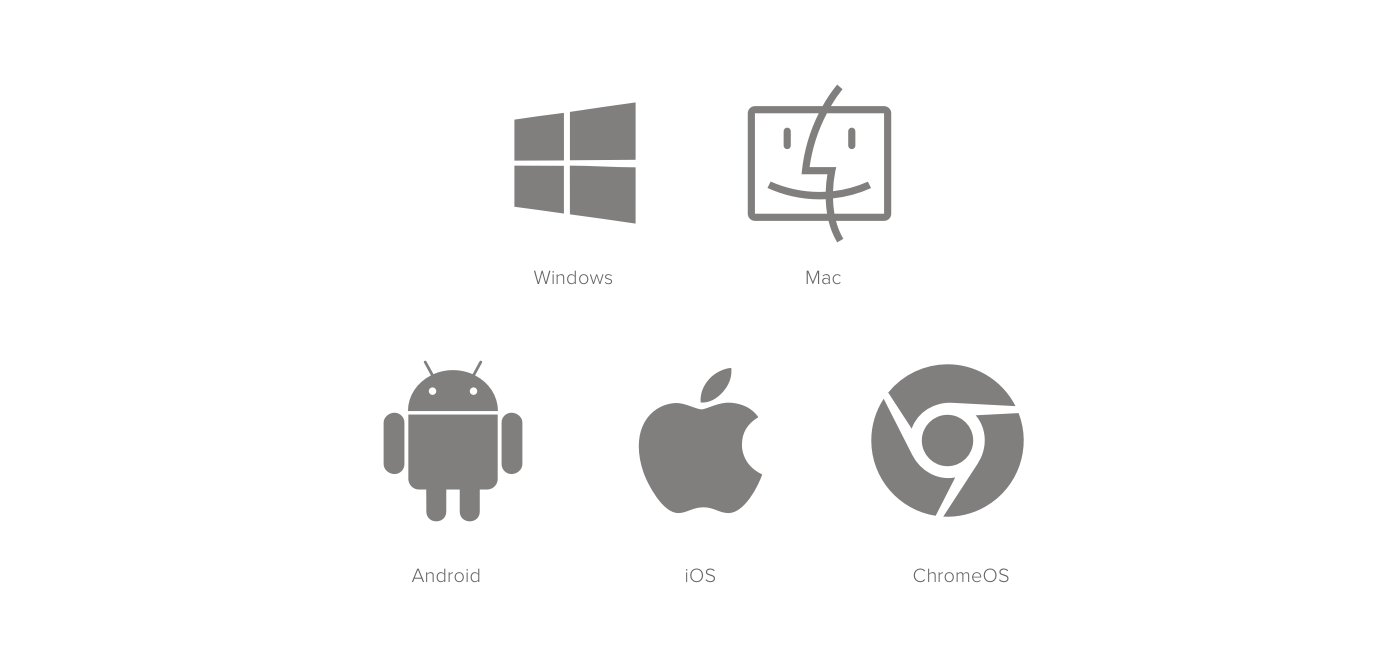 Windows
Mac
Android
iOS
ChromeOS